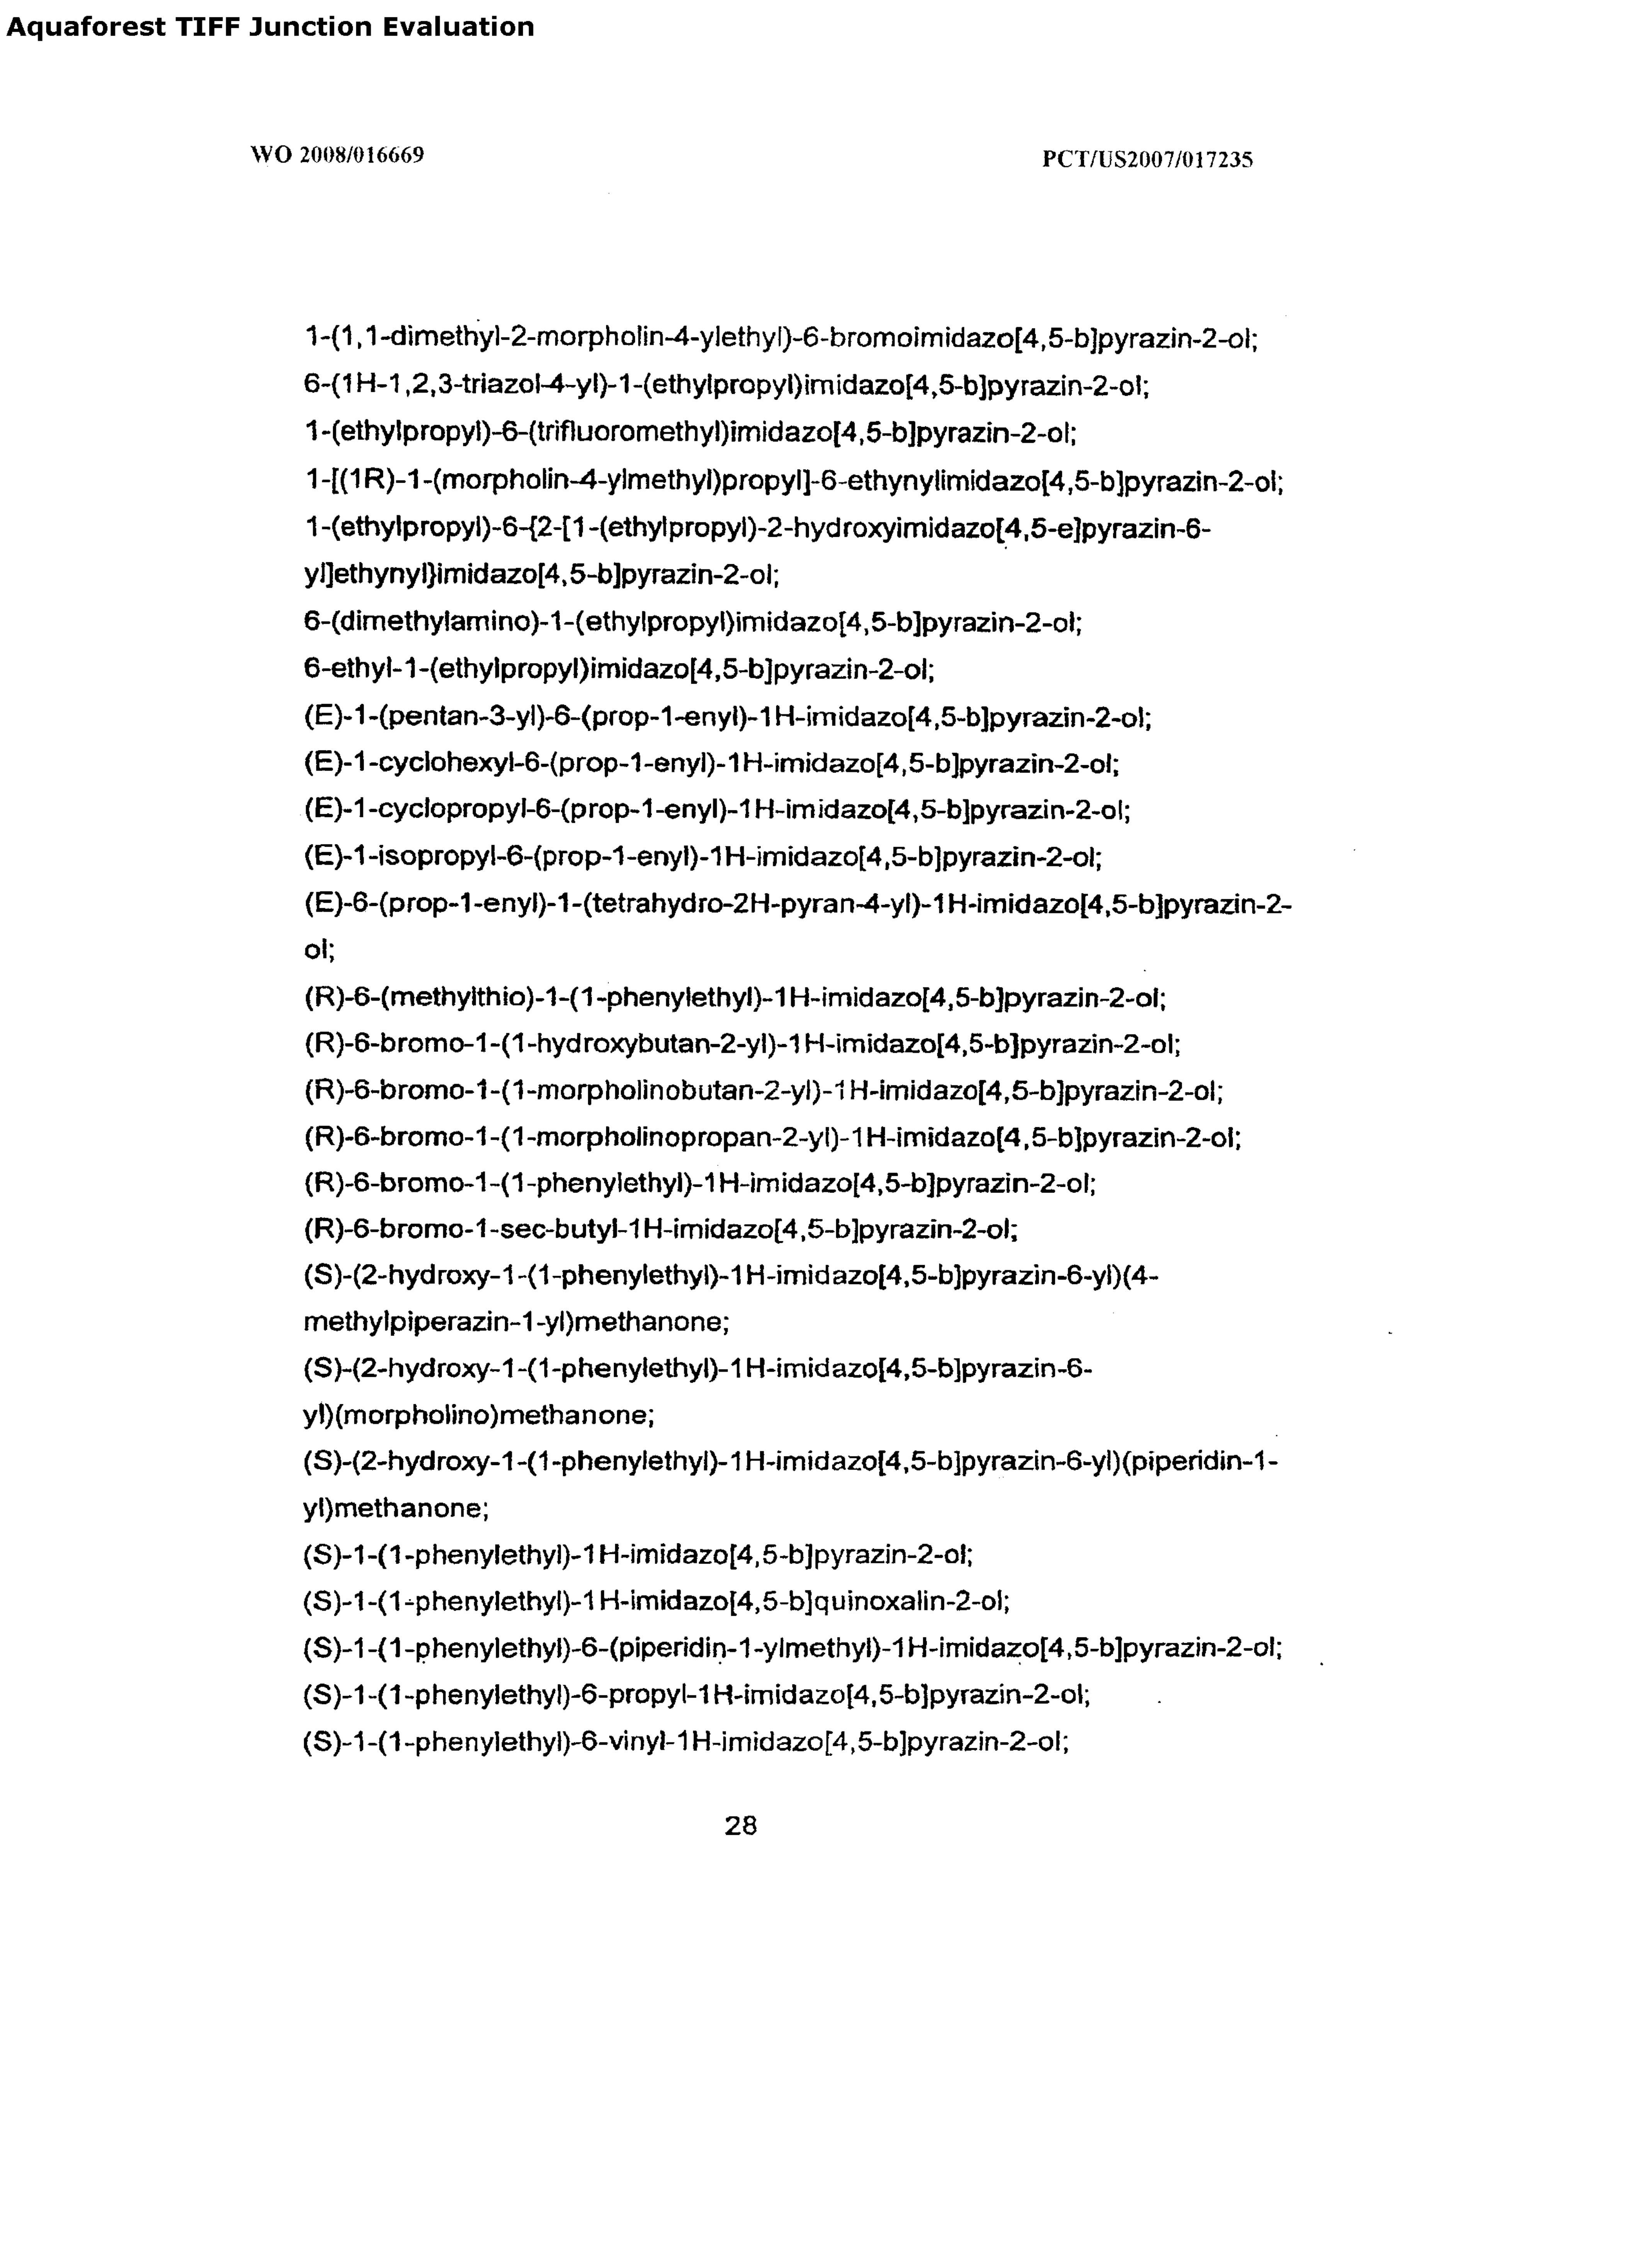 Aquaforest TIFF Junction Evaluation
WO 2008/016669 PCT/US2007/017235
1-(1,1-dimethyl-2-morpholin-4-ylethyl)-6-bromoimidazo[4,5-b]pyrazin-2-ol;
6-(1H-1,2,3-triazol-4-yl)-1-(ethylpropyl)imidazo[4,5-b]pyrazin-2-ol;
1-(ethylpropyl)-6-(trifluoromethyl)imidazo[4,5-b]pyrazin-2-ol;
1-[(1R)-1-(morpholin-4-ylmethyl)propyl]-6-ethynylimidazo[4,5-b]pyrazin-2-ol;
1-(ethylpropyl)-6-{2-[1-(ethylpropyl)-2-hydroxyimidazo[4,5-e]pyrazin-6-
yl]ethynyl}imidazo[4,5-b]pyrazin-2-ol;
6-(dimethylamino)-1-(ethylpropyl)imidazo[4,5-b]pyrazin-2-ol;
6-ethyl-1-(ethylpropyl)imidazo[4,5-b]pyrazin-2-ol;
(E)-1-(pentan-3-yl)-6-(prop-1-enyl)-1H-imidazo[4,5-b]pyrazin-2-ol;
(E)-1-cyclohexyl-6-(prop-1-enyl)-1H-imidazo[4,5-b]pyrazin-2-ol;
(E)-1-cyclopropyl-6-(prop-1-enyl)-1H-imidazo[4,5-b]pyrazin-2-ol;
(E)-1-isopropyl-6-(prop-1-enyl)-1H-imidazo[4,5-b]pyrazin-2-ol;
(E)-6-(prop-1-enyl)-1-(tetrahydro-2H-pyran-4-yl)-1H-imidazo[4,5-b]pyrazin-2-
ol;
(R)-6-(methylthio)-1-(1-phenylethyl)-1H-imidazo[4,5-b]pyrazin-2-ol;
(R)-6-bromo-1-(1-hydroxybutan-2-yl)-1H-imidazo[4,5-b]pyrazin-2-ol;
(R)-6-bromo-1-(1-morpholinobutan-2-yl)-1H-imidazo[4,5-b]pyrazin-2-ol;
(R)-6-bromo-1-(1-morpholinopropan-2-yl)-1H-imidazo[4,5-b]pyrazin-2-ol;
(R)-6-bromo-1-(1-phenylethyl)-1H-imidazo[4,5-b]pyrazin-2-ol;
(R)-6-bromo-1-sec-butyl-1H-imidazo[4,5-b]pyrazin-2-ol;
(S)-(2-hydroxy-1-(1-phenylethyl)-1H-imidazo[4,5-b]pyrazin-6-yl)(4-
methylpiperazin-1-yl)methanone;
(S)-(2-hydroxy-1-(1-phenylethyl)-1H-imidazo[4,5-b]pyrazin-6-
yl)(morpholino)methanone;
(S)-(2-hydroxy-1-(1-phenylethyl)-1H-imidazo[4,5-b]pyrazin-6-yl)(piperidin-1-
yl)methanone;
(S)-1-(1-phenylethyl)-1H-imidazo[4,5-b]pyrazin-2-ol;
(S)-1-(1-phenylethyl)-1H-imidazo[4,5-b]quinoxalin-2-ol;
(S)-1-(1-phenylethyl)-6-(piperidin-1-ylmethyl)-1H-imidazo[4,5-b]pyrazin-2-ol;
(S)-1-(1-phenylethyl)-6-propyl-1H-imidazo[4,5-b]pyrazin-2-ol;
(S)-1-(1-phenylethyl)-6-vinyl-1H-imidazo[4,5-b]pyrazin-2-ol;
28